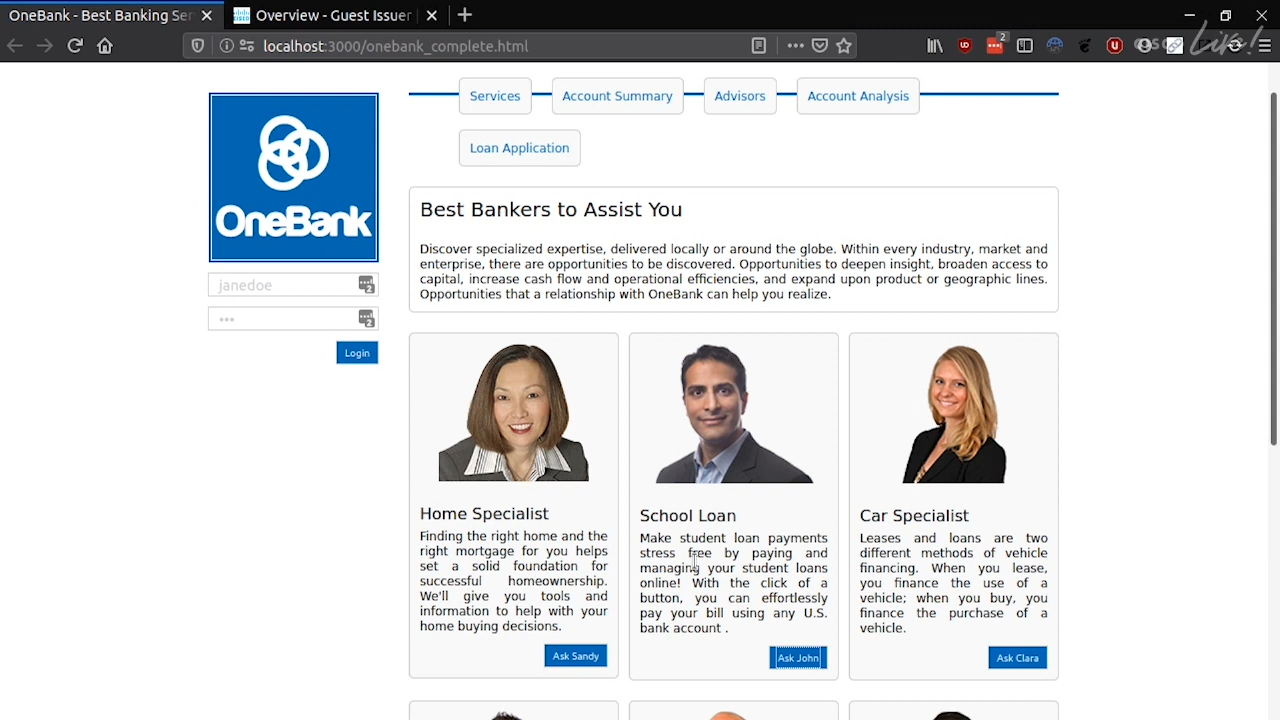 OneBank - Best Banking Ser
Overview - Guest Issuer
localhost:3000/onebank_complete.html
2
Services
Account Summary
Advisors
Account Analysis
Loan Application
OneBank
janedoe
2
•••
2
Login
Best Bankers to Assist You
Discover specialized expertise, delivered locally or around the globe. Within every industry, market and
enterprise, there are opportunities to be discovered. Opportunities to deepen insight, broaden access to
capital, increase cash flow and operational efficiencies, and expand upon product or geographic lines.
Opportunities that a relationship with OneBank can help you realize.
Home Specialist
Finding the right home and the
right mortgage for you helps
set a solid foundation for
successful homeownership.
We'll give you tools and
information to help with your
home buying decisions.
Ask Sandy
School Loan
Make student loan payments
stress free by paying and
managing your student loans
online! With the click of a
button, you can effortlessly
pay your bill using any U.S.
bank account .
Ask John
Car Specialist
Leases and loans are two
different methods of vehicle
financing. When you lease,
you finance the use of a
vehicle; when you buy, you
finance the purchase of a
vehicle.
Ask Clara